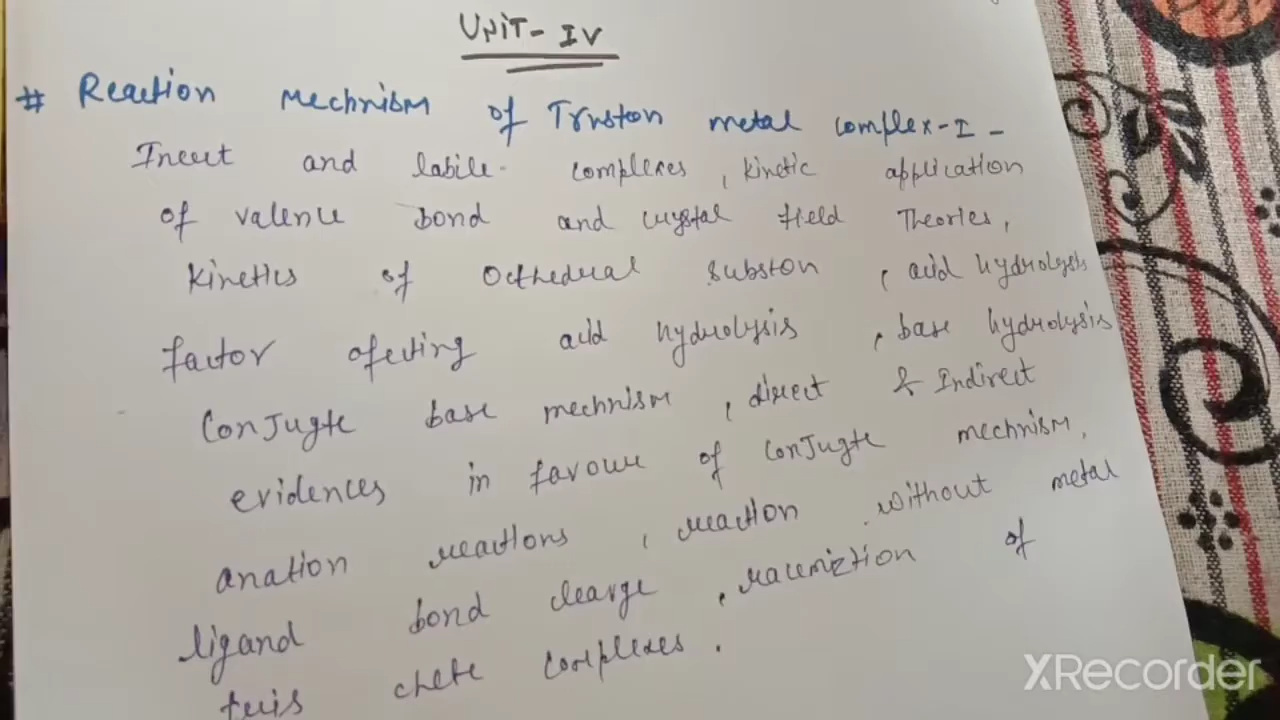 UNIT - IV
# Reaction mechnism of Truston metal complex-I -
Inert and labile complexes, kinetic application
of valence bond and crystal field Theories,
kinetics of Octhedral subston, acid hydrolysis
factor afecting acid hydrolysis, base hydrolysis
Conjugte base mechnism, direct & Indirect
evidences in favour of conjugte mechnism,
anation reactions, reaction without metal
ligand bond clearge, racemiztion of
tris chete complexes.
XRecorder